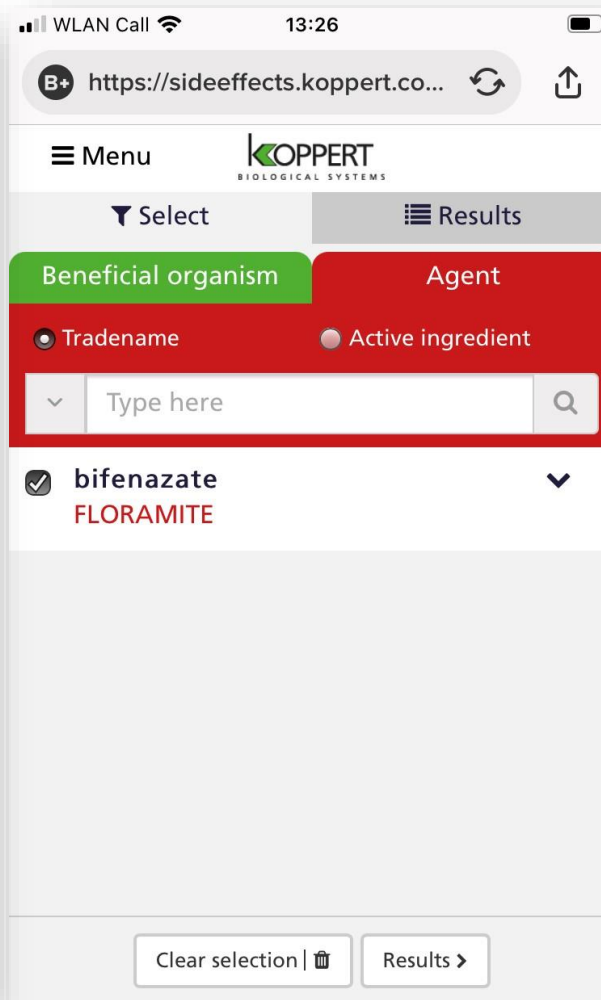 WLAN Call 13:26
B+ https://sideeffects.koppert.co...
Menu KOPPERT
BIOLOGICAL SYSTEMS
Select Results
Beneficial organism Agent
Tradename Active ingredient
Type here
bifenazate
FLORAMITE
Clear selection | Results >